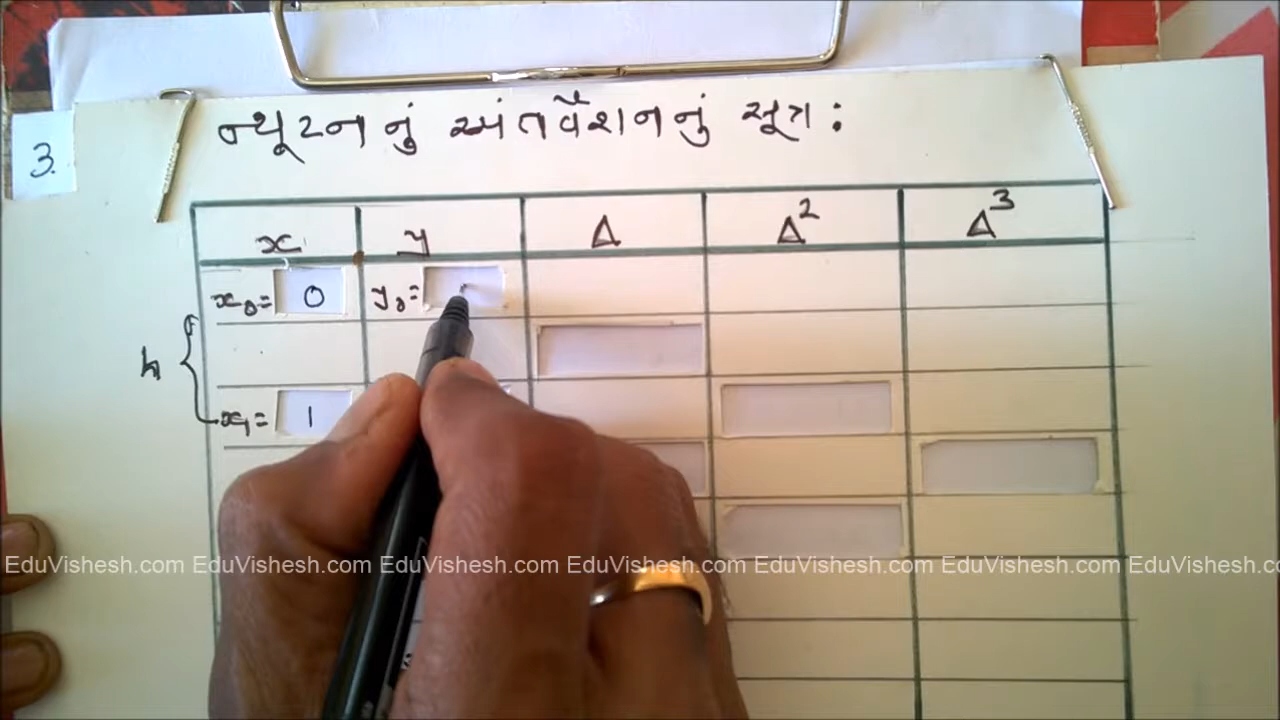 3.
ન્યૂટનનું અંતર્વેશનનું સૂત્ર :
x y Δ Δ² Δ³
x₀ = 0 y₀ =
h
x₁ = 1
EduVishesh.com EduVishesh.com EduVishesh.com EduVishesh.com EduVishesh.com EduVishesh.com EduVishesh.c